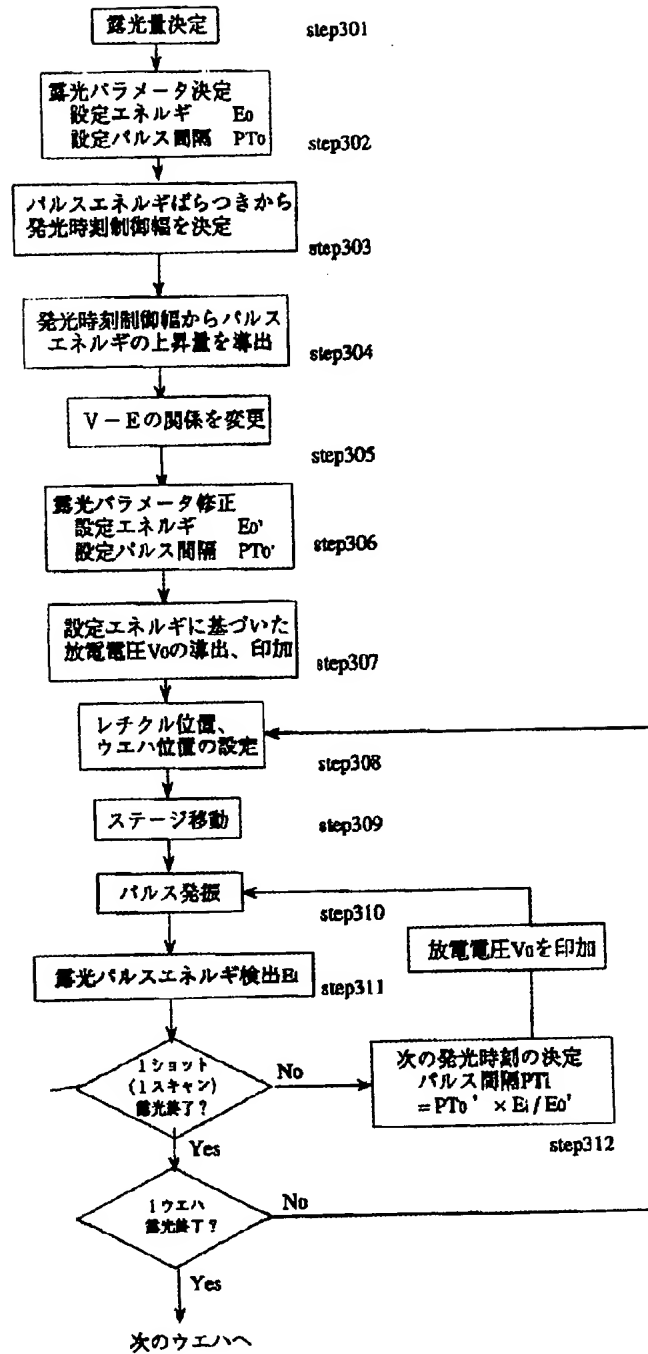 露光量決定
step301
露光パラメータ決定
設定エネルギ E0
設定パルス間隔 PT0
step302
パルスエネルギばらつきから
発光時刻制御幅を決定
step303
発光時刻制御幅からパルス
エネルギの上昇量を導出
step304
V－Eの関係を変更
step305
露光パラメータ修正
設定エネルギ E0'
設定パルス間隔 PT0'
step306
設定エネルギに基づいた
放電電圧V0の導出、印加
step307
レチクル位置、
ウエハ位置の設定
step308
ステージ移動
step309
パルス発振
step310
放電電圧V0を印加
露光パルスエネルギ検出Ei
step311
1ショット
(1スキャン)
露光終了？
No
次の発光時刻の決定
パルス間隔PTi
=PT0' × Ei/E0'
step312
Yes
1ウエハ
露光終了？
No
Yes
次のウエハへ